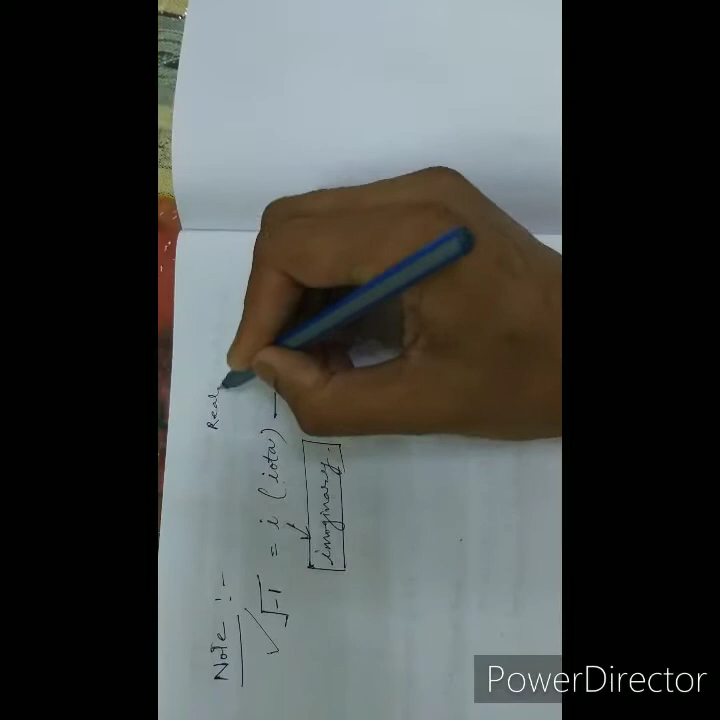 Note :-
Real
√-1 = i (iota) —
imaginary.
PowerDirector